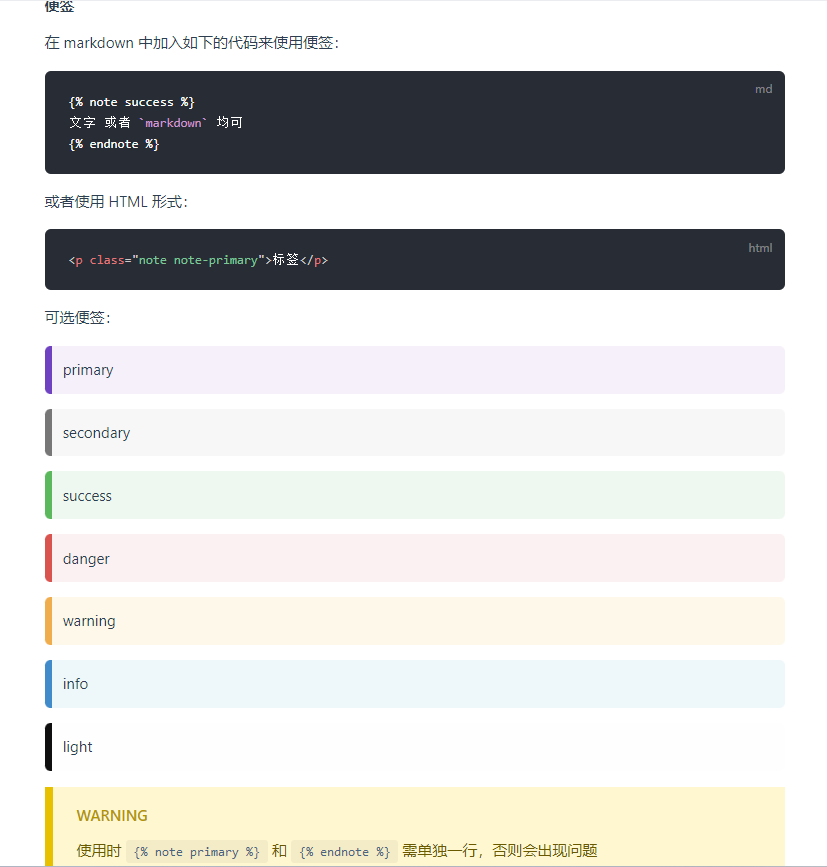 便签
在 markdown 中加入如下的代码来使用便签：
md
{% note success %}
文字 或者 `markdown` 均可
{% endnote %}
或者使用 HTML 形式：
html
<p class="note note-primary">标签</p>
可选便签：
primary
secondary
success
danger
warning
info
light
WARNING
使用时 {% note primary %} 和 {% endnote %} 需单独一行，否则会出现问题